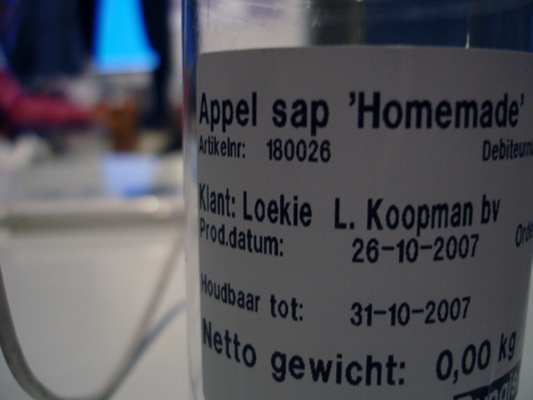 Appel sap 'Homemade'
Artikelnr: 180026
Klant: Loekie L. Koopman bv
Prod.datum: 26-10-2007
Houdbaar tot: 31-10-2007
Netto gewicht: 0,00 kg